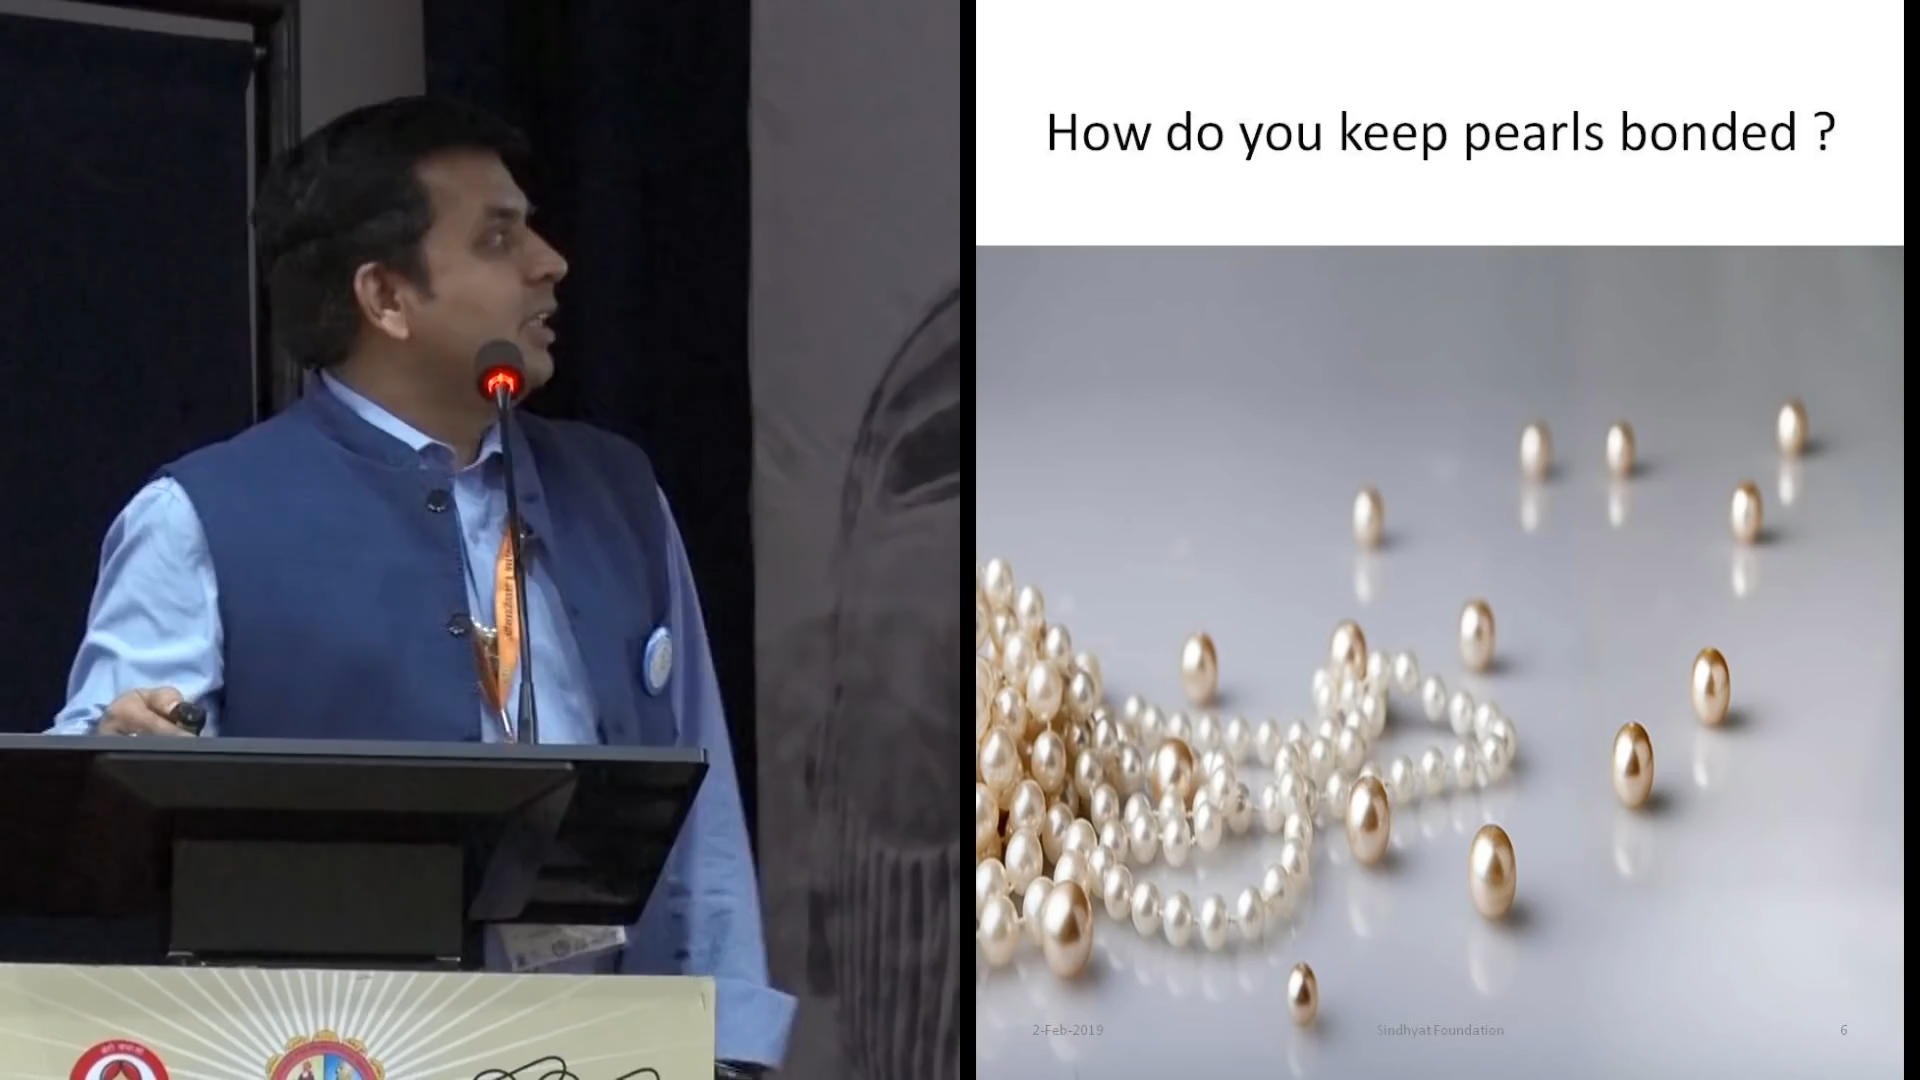 How do you keep pearls bonded ?
2-Feb-2019
Sindhyat Foundation
6